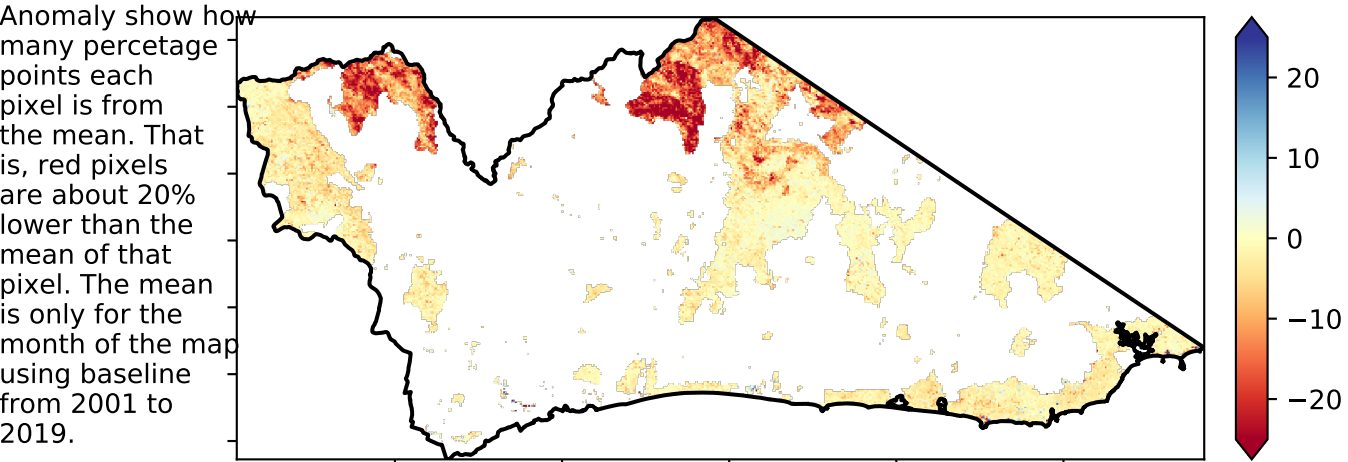 Anomaly show how
many percetage
points each
pixel is from
the mean. That
is, red pixels
are about 20%
lower than the
mean of that
pixel. The mean
is only for the
month of the map
using baseline
from 2001 to
2019.
20
10
0
−10
−20